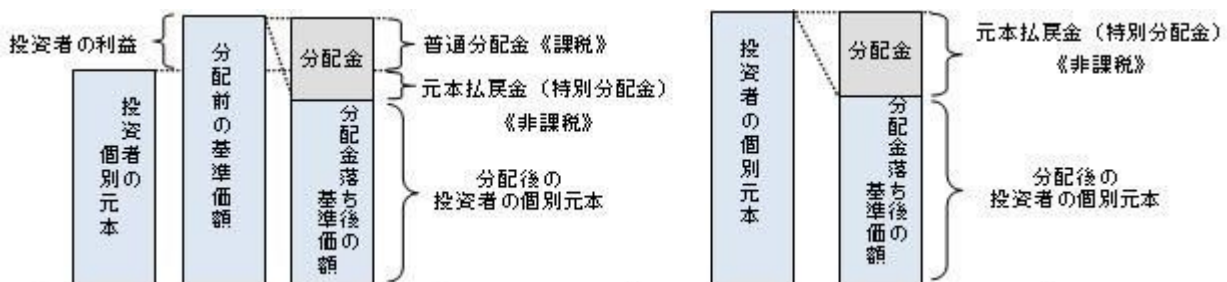 投資者の利益
投資者の
個別元本
分配前の基準価額
分配金
分配金落ち後の
基準価額
普通分配金《課税》
元本払戻金（特別分配金）
《非課税》
分配後の
投資者の個別元本
投資者の個別元本
分配金
分配金落ち後の
基準価額
元本払戻金（特別分配金）
《非課税》
分配後の
投資者の個別元本